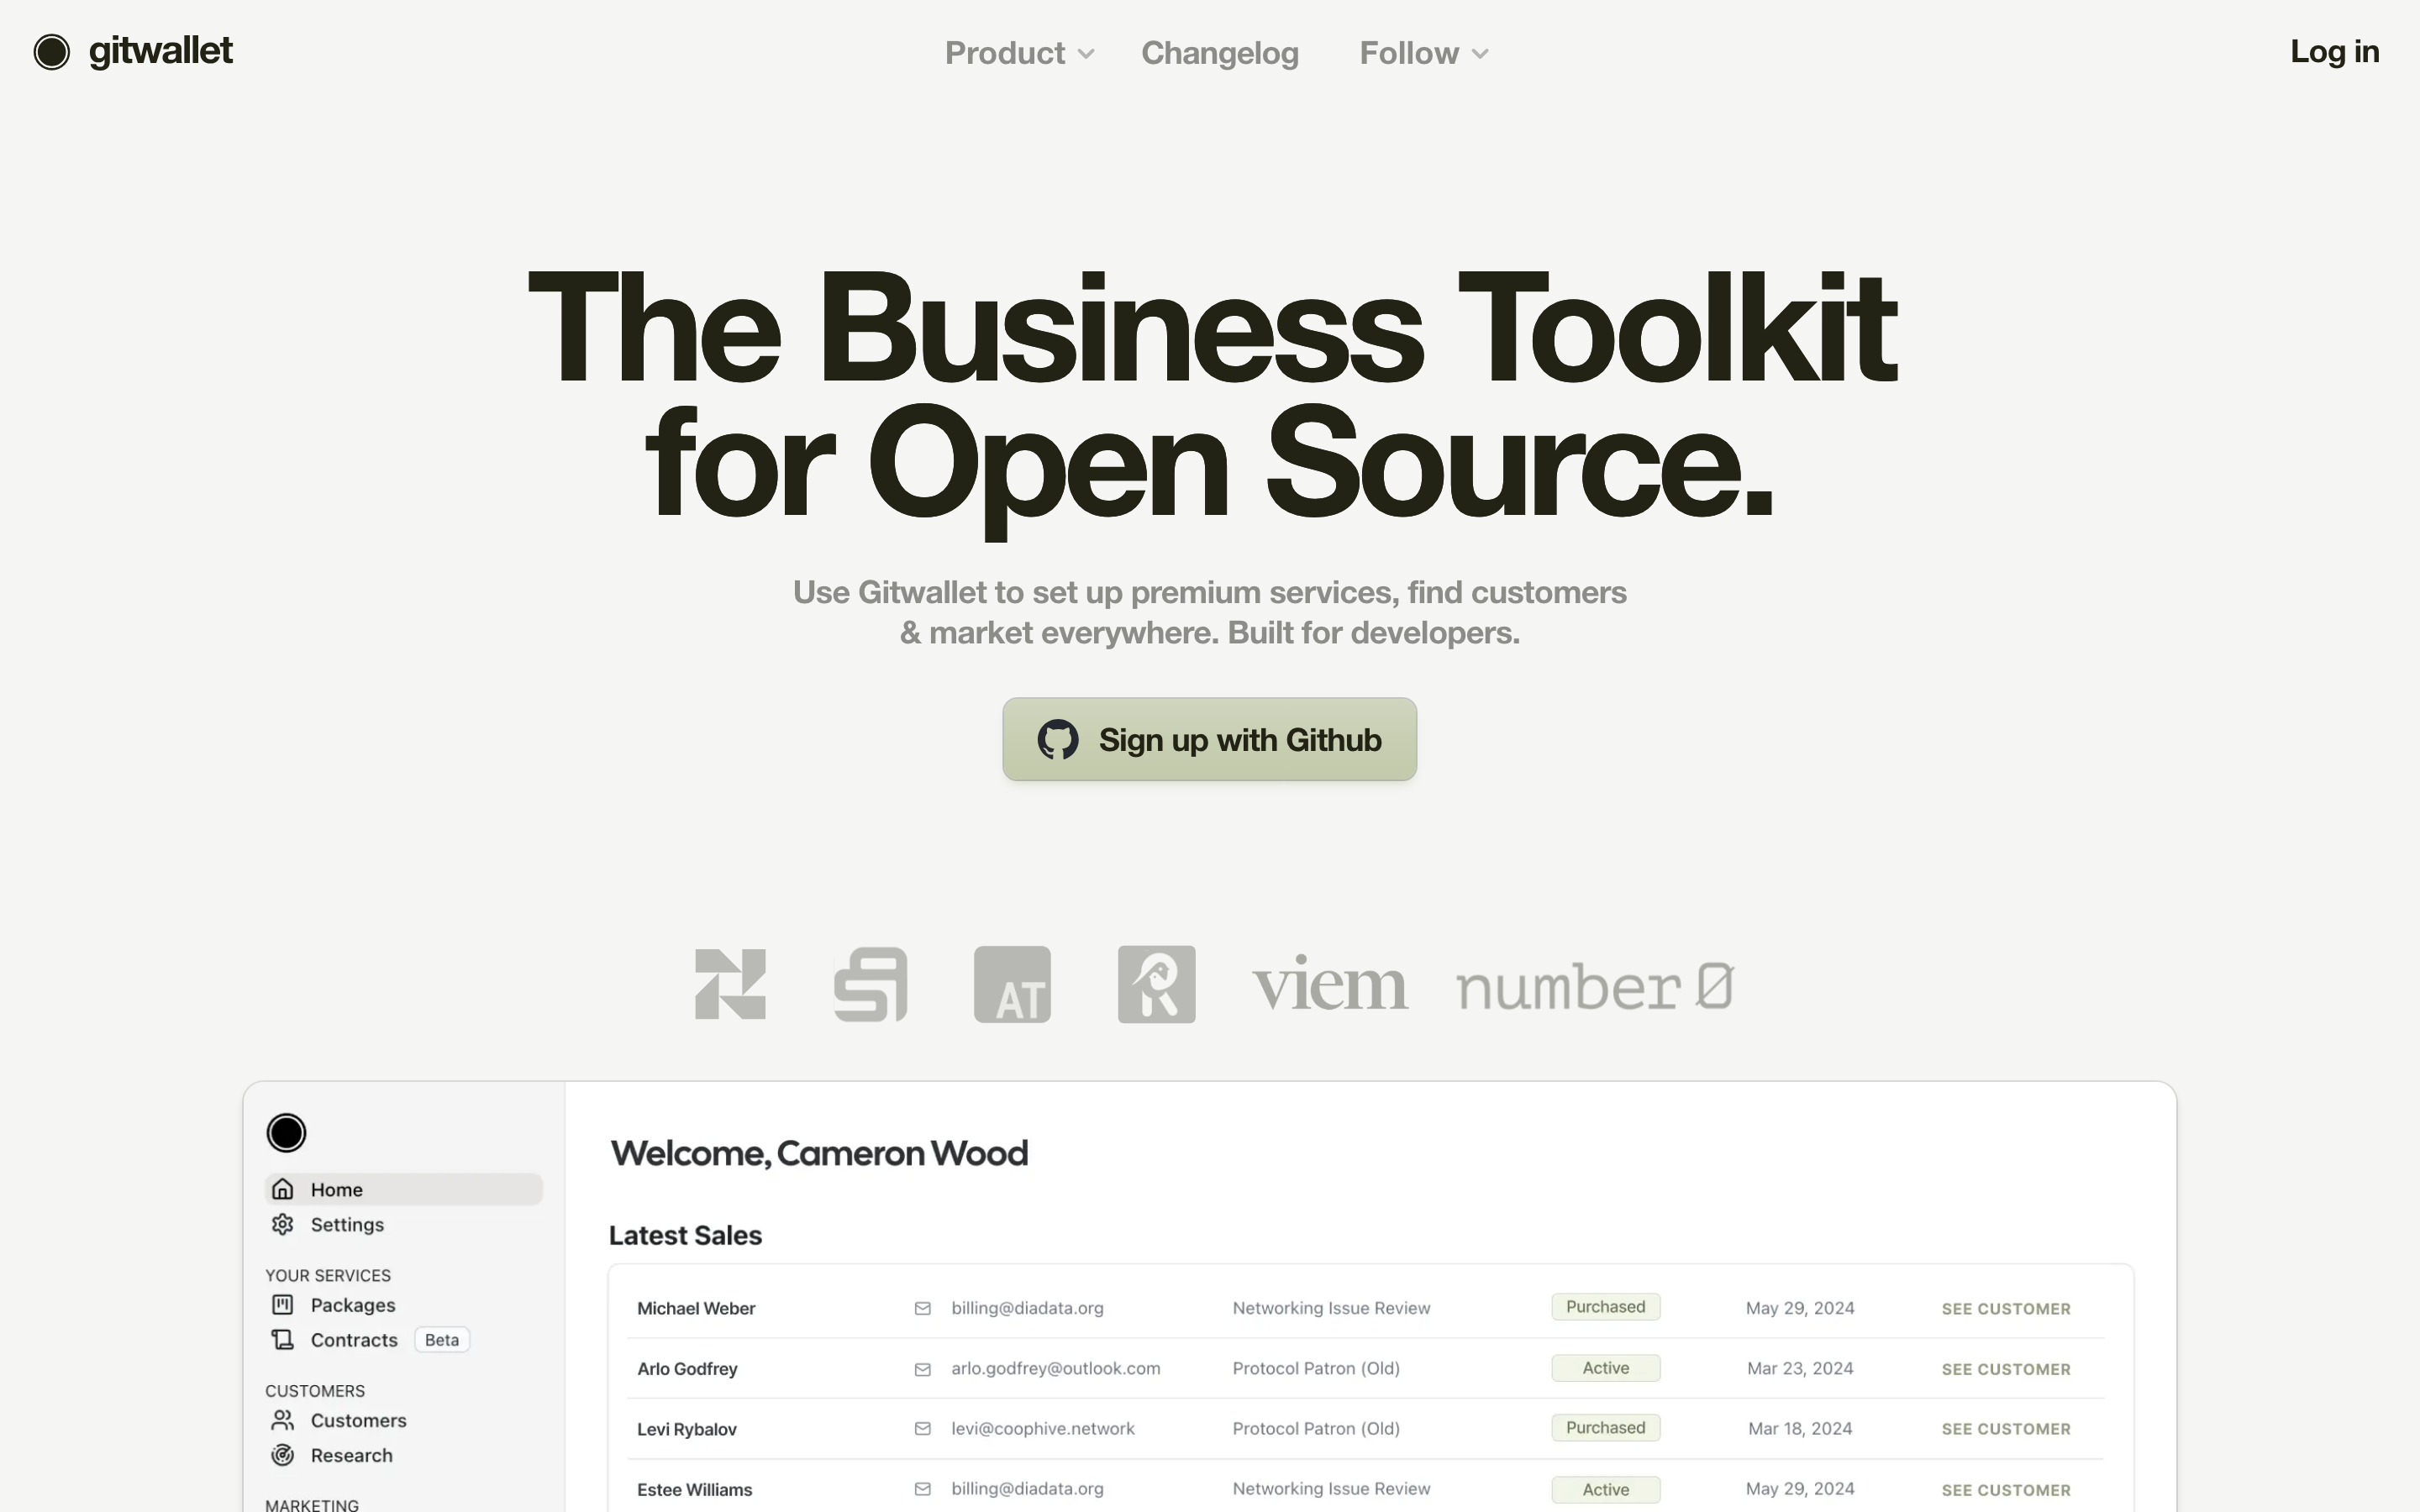 gitwallet
Product
Changelog
Follow
Log in
The Business Toolkit
for Open Source.
Use Gitwallet to set up premium services, find customers
& market everywhere. Built for developers.
Sign up with Github
AT
R
viem
number 0
Welcome, Cameron Wood
Home
Settings
YOUR SERVICES
Packages
Contracts Beta
CUSTOMERS
Customers
Research
MARKETING
Latest Sales
Michael Weber billing@diadata.org Networking Issue Review Purchased May 29, 2024 SEE CUSTOMER
Arlo Godfrey arlo.godfrey@outlook.com Protocol Patron (Old) Active Mar 23, 2024 SEE CUSTOMER
Levi Rybalov levi@coophive.network Protocol Patron (Old) Purchased Mar 18, 2024 SEE CUSTOMER
Estee Williams billing@diadata.org Networking Issue Review Active May 29, 2024 SEE CUSTOMER